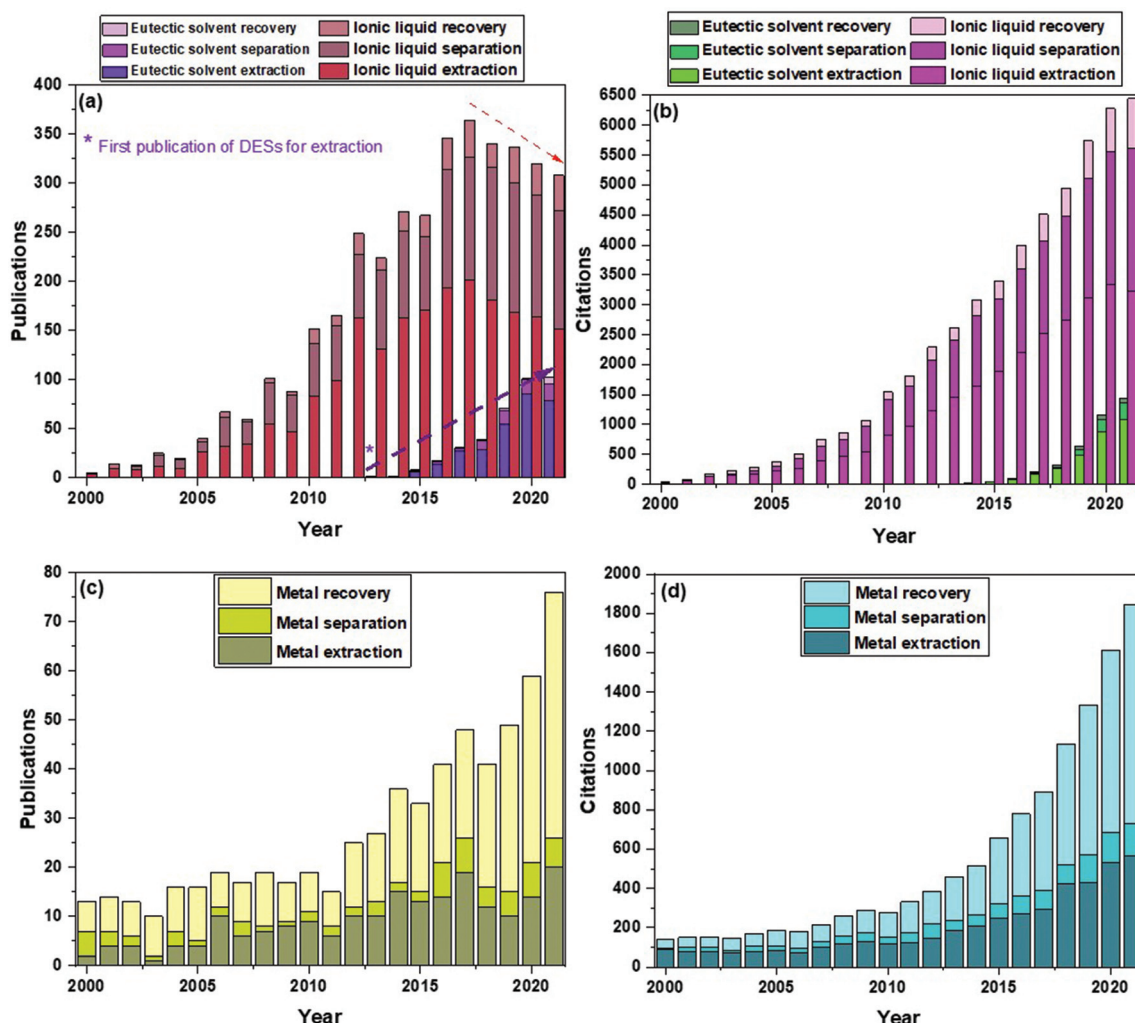 Eutectic solvent recovery Ionic liquid recovery
Eutectic solvent separation Ionic liquid separation
Eutectic solvent extraction Ionic liquid extraction
(a)
* First publication of DESs for extraction
*
Publications
400
350
300
250
200
150
100
50
0
2000 2005 2010 2015 2020
Year
Eutectic solvent recovery Ionic liquid recovery
Eutectic solvent separation Ionic liquid separation
Eutectic solvent extraction Ionic liquid extraction
(b)
Citations
6500
6000
5500
5000
4500
4000
3500
3000
2500
2000
1500
1000
500
0
2000 2005 2010 2015 2020
Year
(c)
Metal recovery
Metal separation
Metal extraction
Publications
80
70
60
50
40
30
20
10
0
2000 2005 2010 2015 2020
Year
(d)
Metal recovery
Metal separation
Metal extraction
Citations
2000
1800
1600
1400
1200
1000
800
600
400
200
0
2000 2005 2010 2015 2020
Year